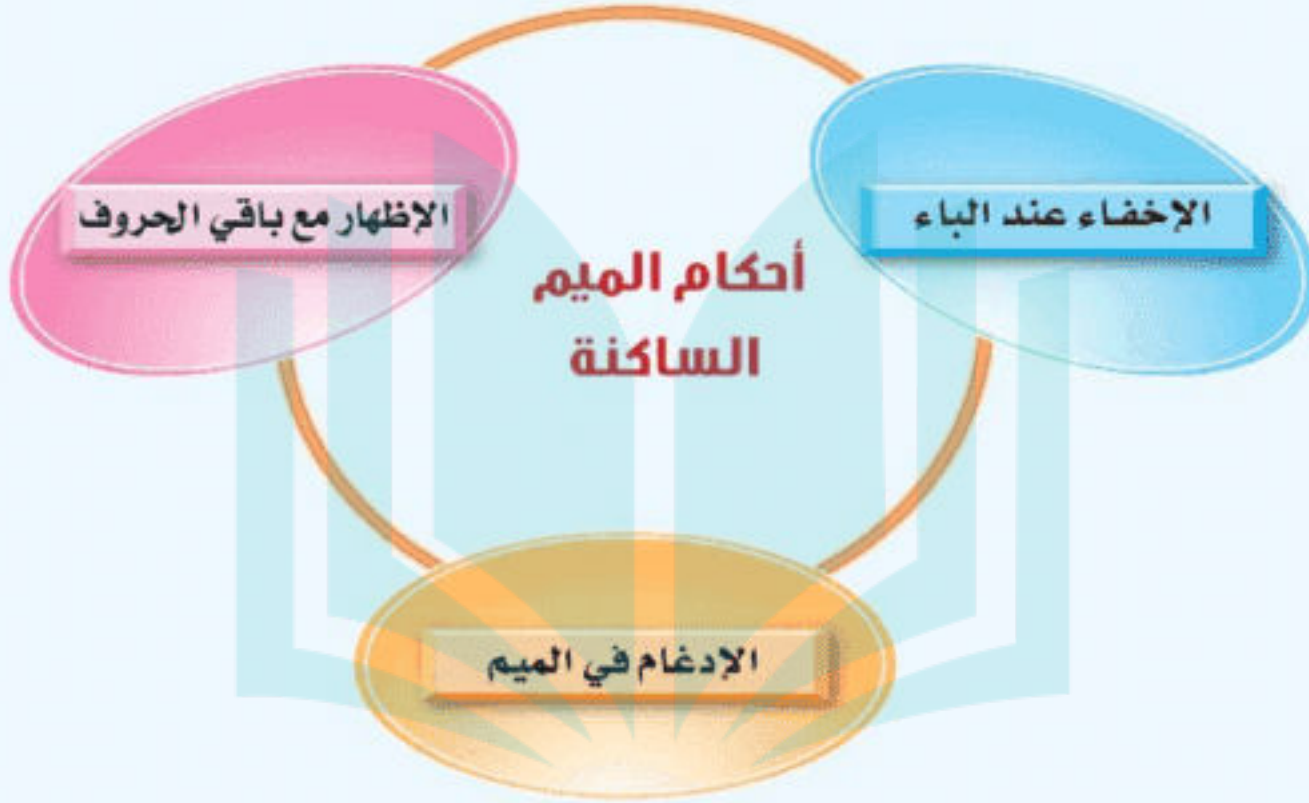 أحكام الميم
الساكنة
الإخفاء عند الباء
الإظهار مع باقي الحروف
الإدغام في الميم